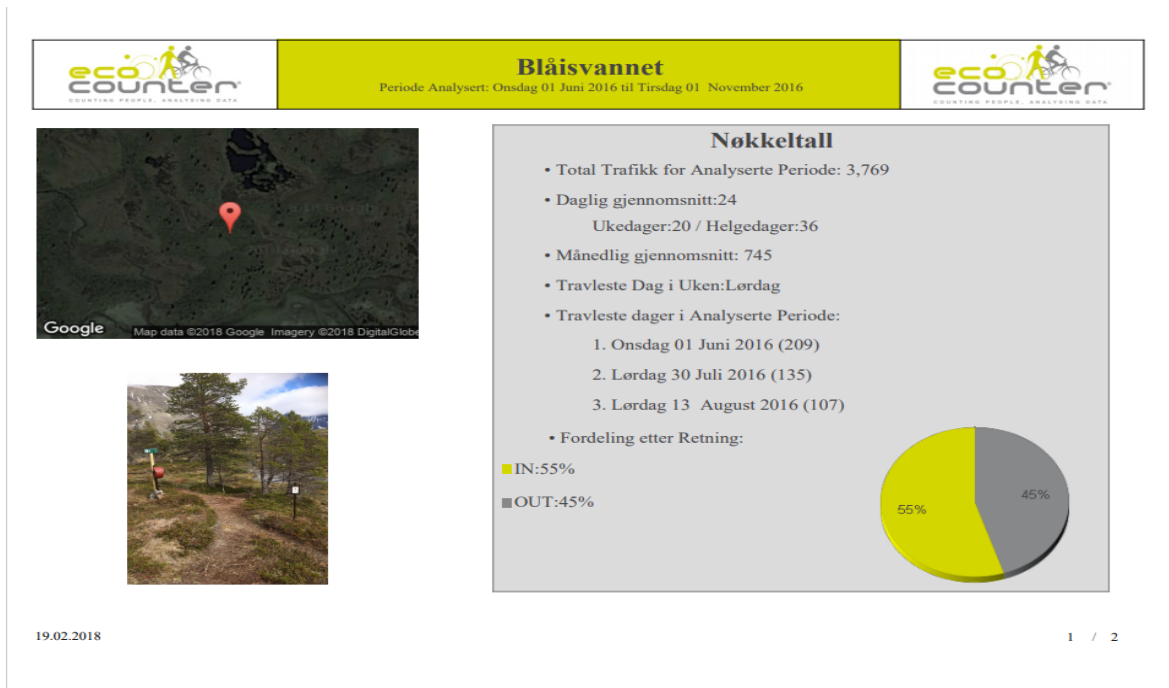 eco counter
COUNTING PEOPLE, ANALYSING DATA
Blåisvannet
Periode Analysert: Onsdag 01 Juni 2016 til Tirsdag 01 November 2016
eco counter
COUNTING PEOPLE, ANALYSING DATA
Google
Map data ©2018 Google Imagery ©2018 DigitalGlobe
Nøkkeltall
• Total Trafikk for Analyserte Periode: 3,769
• Daglig gjennomsnitt:24
Ukedager:20 / Helgedager:36
• Månedlig gjennomsnitt: 745
• Travleste Dag i Uken:Lørdag
• Travleste dager i Analyserte Periode:
1. Onsdag 01 Juni 2016 (209)
2. Lørdag 30 Juli 2016 (135)
3. Lørdag 13 August 2016 (107)
• Fordeling etter Retning:
IN:55%
OUT:45%
55%
45%
19.02.2018
1 / 2